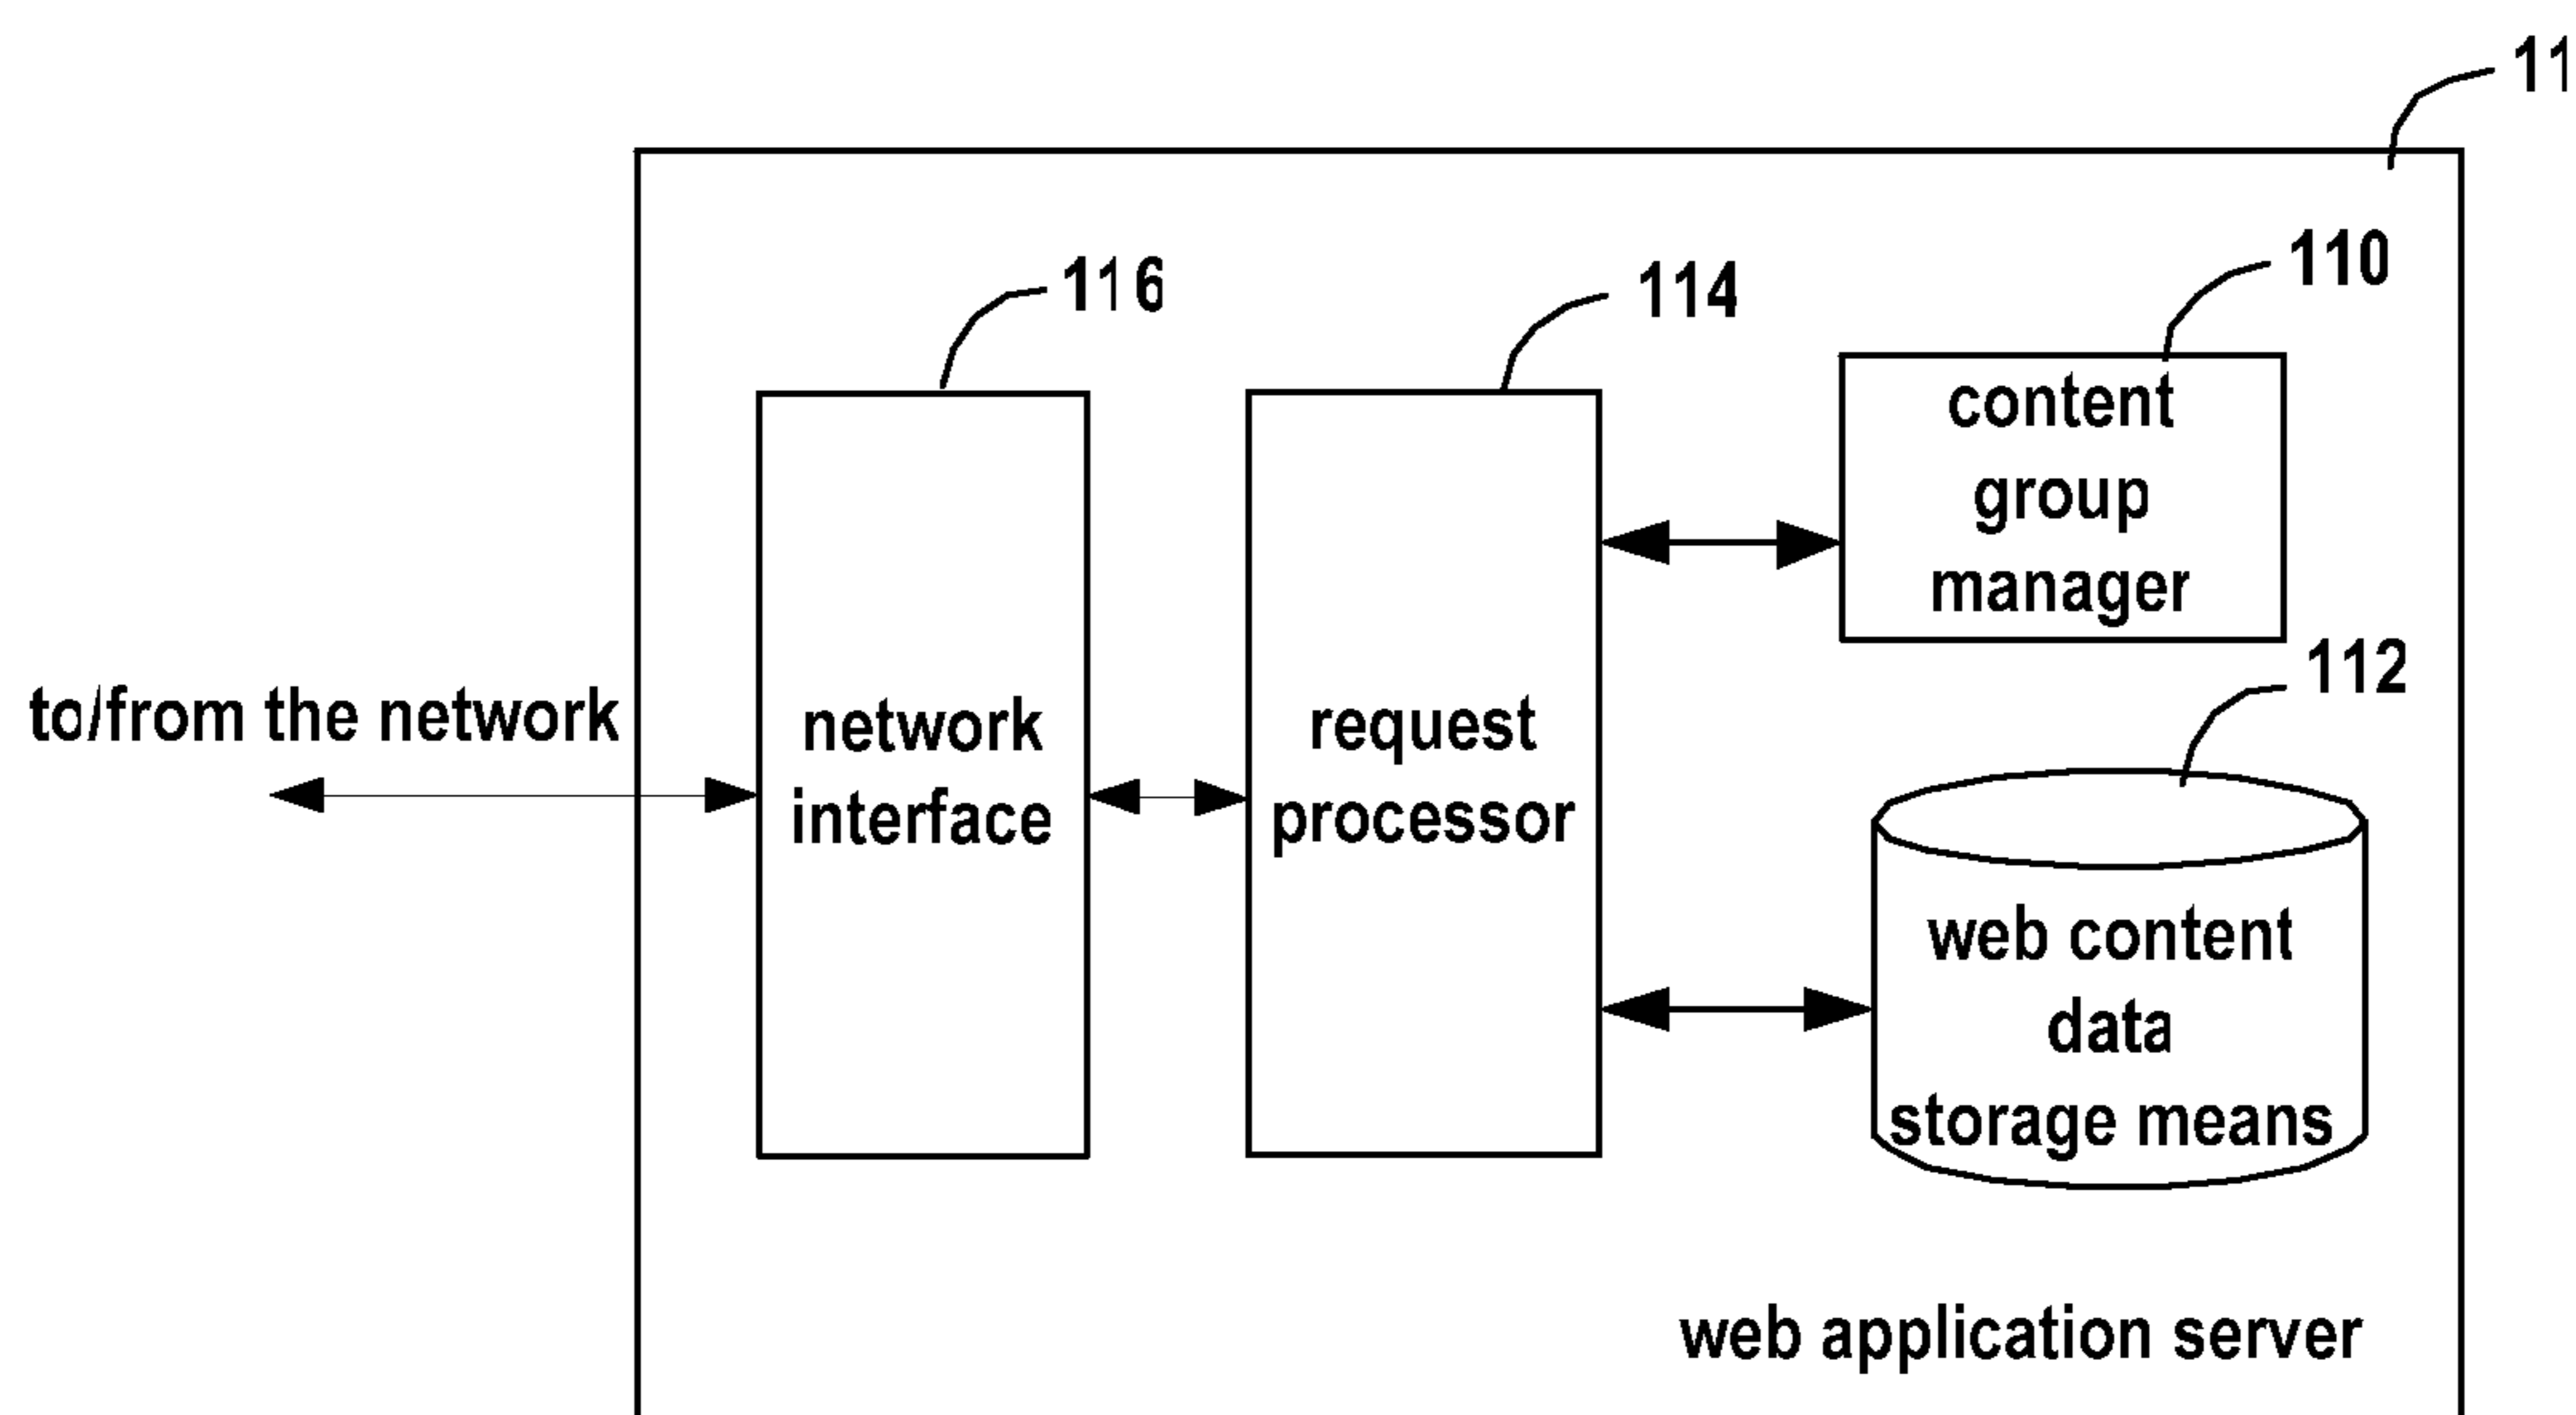 11
116
114
110
content
group
manager
112
to/from the network
network
interface
request
processor
web content
data
storage means
web application server